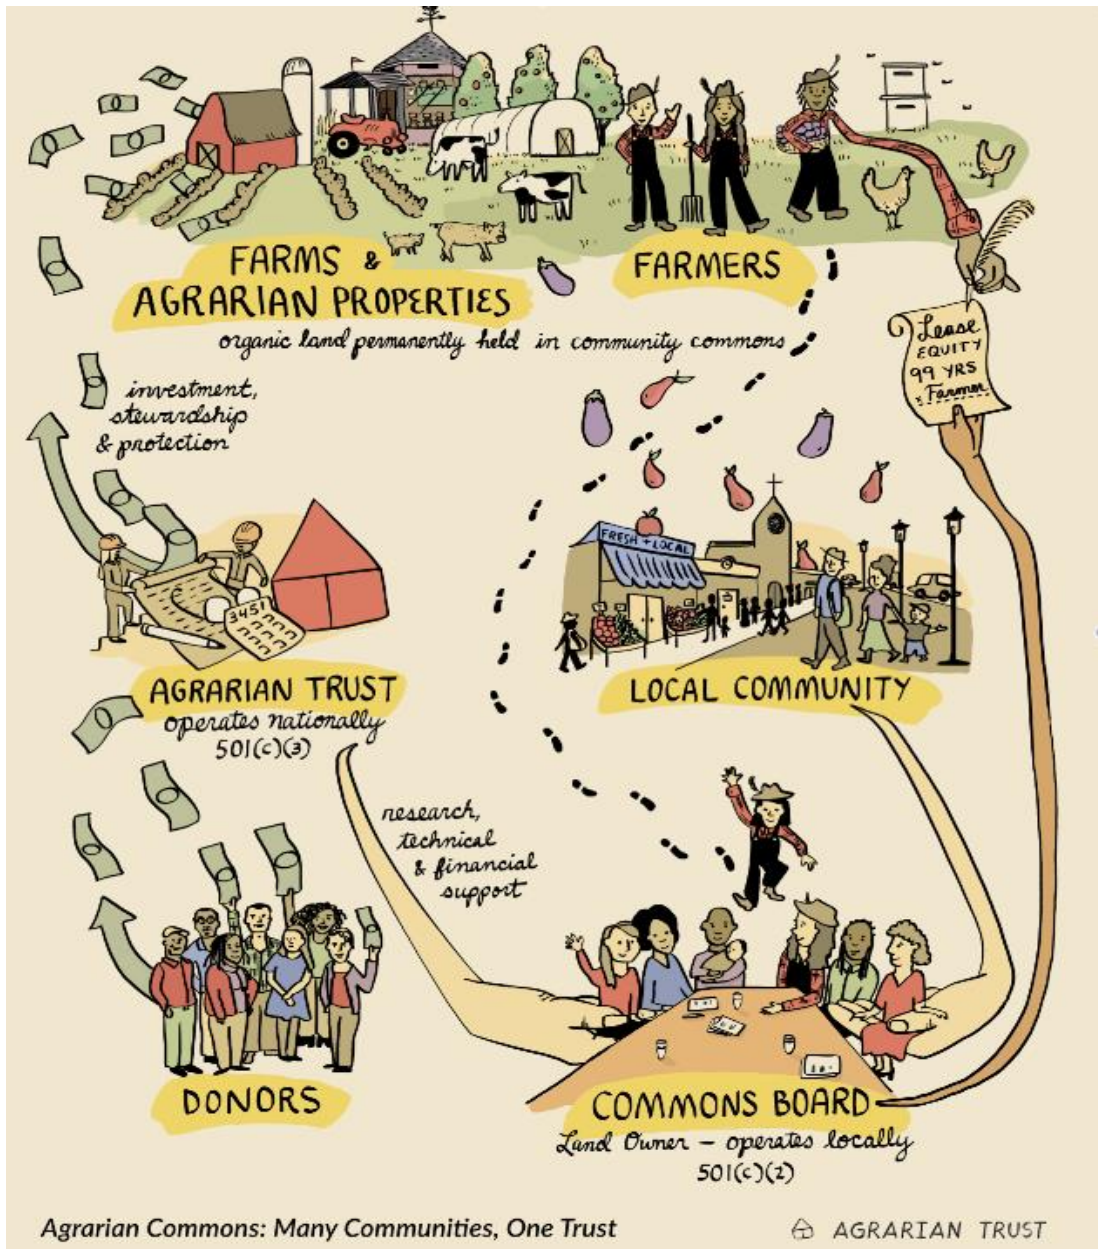 FARMS &
AGRARIAN PROPERTIES
organic land permanently held in community commons
FARMERS
Lease
EQUITY
99 YRS
x Farmer
investment,
stewardship
& protection
3451
AGRARIAN TRUST
operates nationally
501(c)(3)
FRESH + LOCAL
LOCAL COMMUNITY
research,
technical
& financial
support
DONORS
COMMONS BOARD
Land Owner – operates locally
501(c)(2)
Agrarian Commons: Many Communities, One Trust
AGRARIAN TRUST